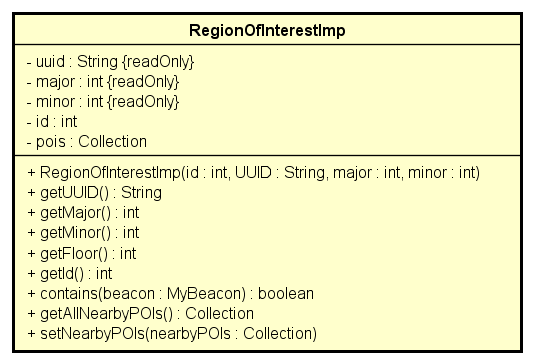 RegionOfInterestImp
- uuid : String {readOnly}
- major : int {readOnly}
- minor : int {readOnly}
- id : int
- pois : Collection
+ RegionOfInterestImp(id : int, UUID : String, major : int, minor : int)
+ getUUID() : String
+ getMajor() : int
+ getMinor() : int
+ getFloor() : int
+ getId() : int
+ contains(beacon : MyBeacon) : boolean
+ getAllNearbyPOIs() : Collection
+ setNearbyPOIs(nearbyPOIs : Collection)